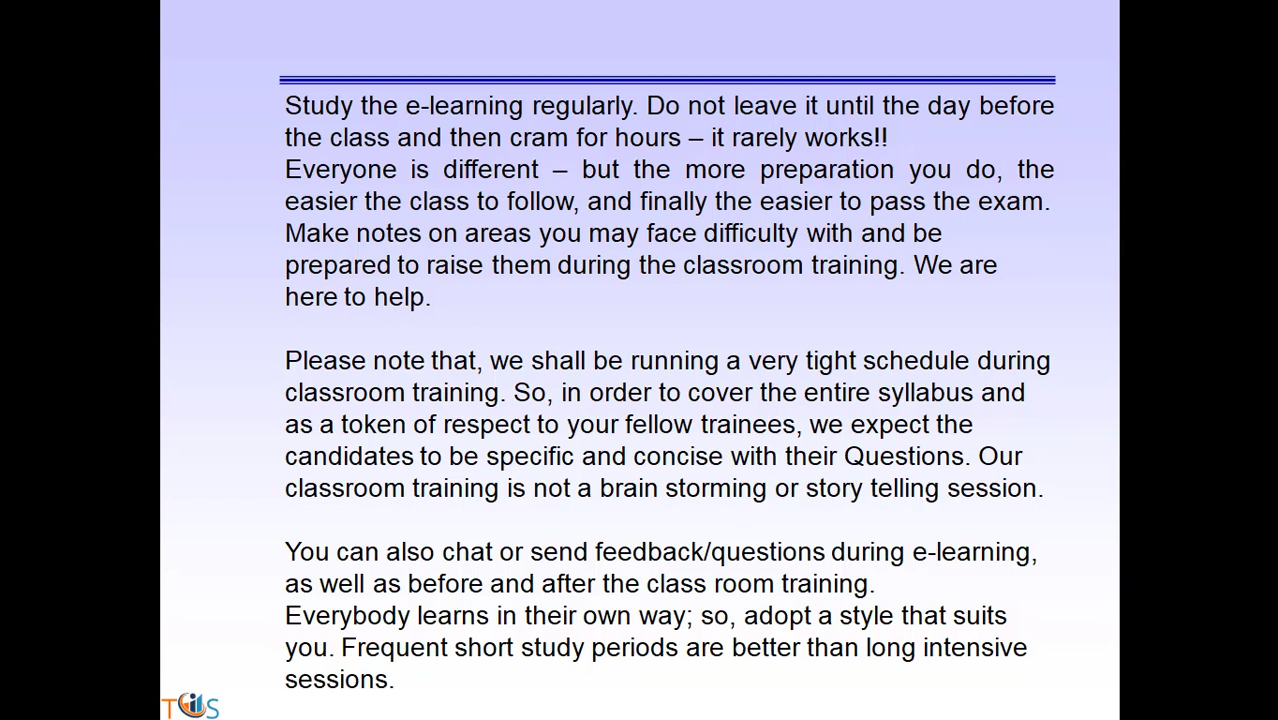 Study the e-learning regularly. Do not leave it until the day before
the class and then cram for hours – it rarely works!!
Everyone is different – but the more preparation you do, the
easier the class to follow, and finally the easier to pass the exam.
Make notes on areas you may face difficulty with and be
prepared to raise them during the classroom training. We are
here to help.
Please note that, we shall be running a very tight schedule during
classroom training. So, in order to cover the entire syllabus and
as a token of respect to your fellow trainees, we expect the
candidates to be specific and concise with their Questions. Our
classroom training is not a brain storming or story telling session.
You can also chat or send feedback/questions during e-learning,
as well as before and after the class room training.
Everybody learns in their own way; so, adopt a style that suits
you. Frequent short study periods are better than long intensive
sessions.